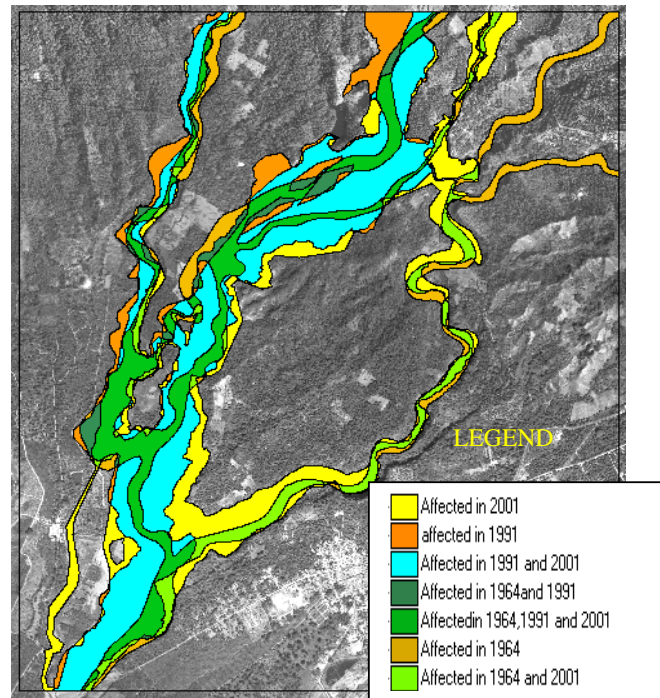 LEGEND
Affected in 2001
affected in 1991
Affected in 1991 and 2001
Affected in 1964and 1991
Affectedin 1964,1991 and 2001
Affected in 1964
Affected in 1964 and 2001